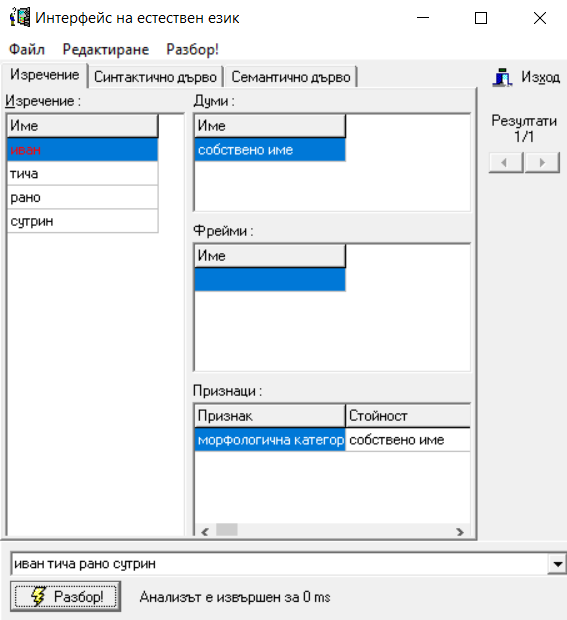 Интерфейс на естествен език
Файл Редактиране Разбор!
Изречение Синтактично дърво Семантично дърво
Изход
Изречение :
Име
иван
тича
рано
сутрин
Думи :
Име
собствено име
Фрейми :
Име
Признаци :
Признак Стойност
морфологична категор собствено име
Резултати
1/1
иван тича рано сутрин
Разбор! Анализът е извършен за 0 ms